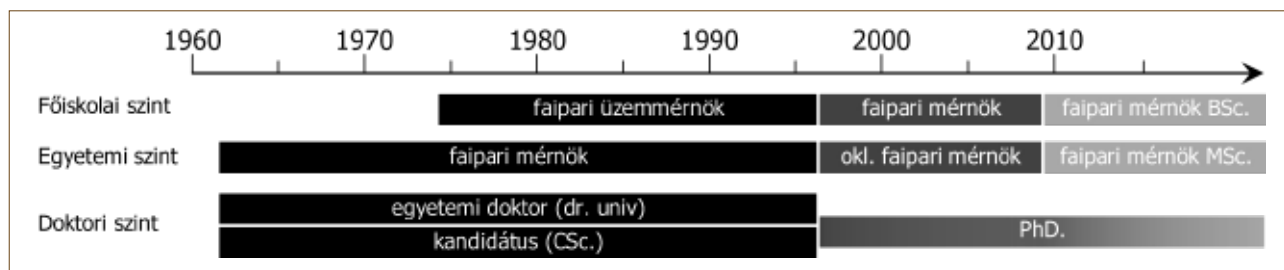 1960 1970 1980 1990 2000 2010
Főiskolai szint faipari üzemmérnök faipari mérnök faipari mérnök BSc.
Egyetemi szint faipari mérnök okl. faipari mérnök faipari mérnök MSc.
egyetemi doktor (dr. univ)
Doktori szint PhD.
kandidátus (CSc.)